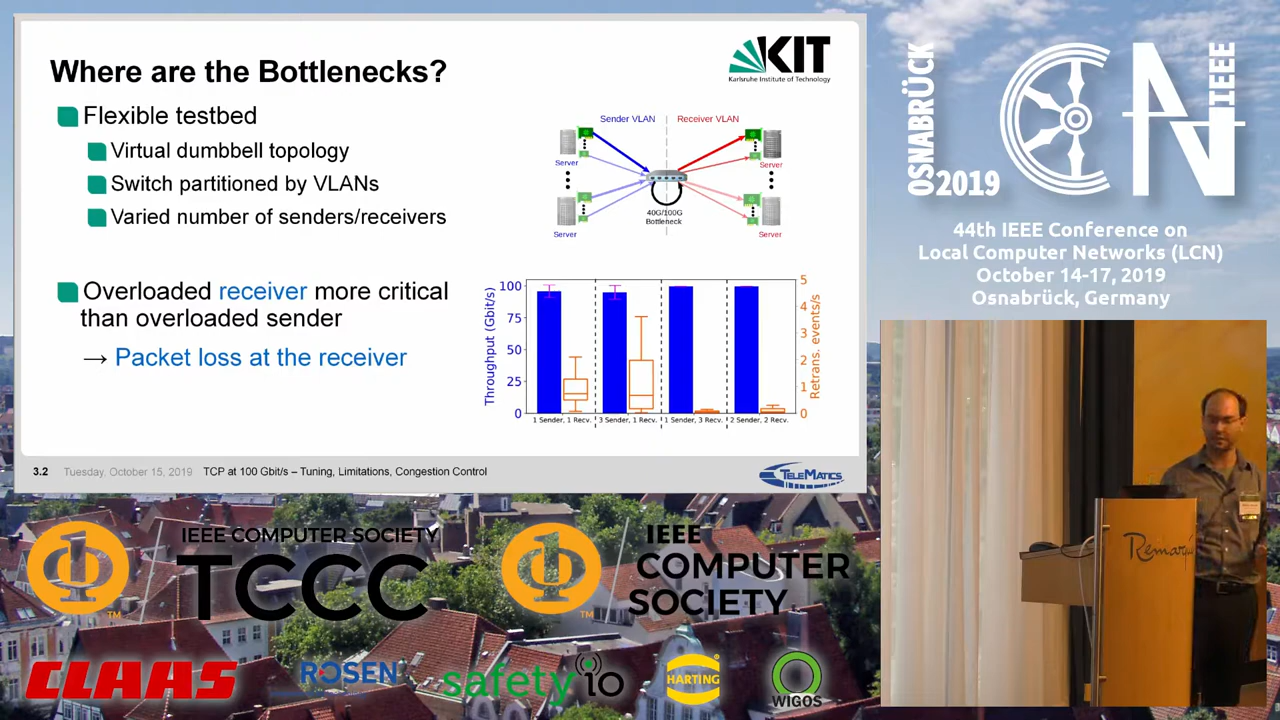 Where are the Bottlenecks?
KIT
Karlsruhe Institute of Technology
Flexible testbed
Virtual dumbbell topology
Switch partitioned by VLANs
Varied number of senders/receivers
Overloaded receiver more critical
than overloaded sender
→ Packet loss at the receiver
Sender VLAN
Receiver VLAN
Server
Server
40G/100G
Bottleneck
Server
Server
Throughput (Gbit/s)
100
75
50
25
0
5
4
3
2
1
0
Retrans. events/s
1 Sender, 1 Recv.
3 Sender, 1 Recv.
1 Sender, 3 Recv.
2 Sender, 2 Recv.
3.2 Tuesday, October 15, 2019 TCP at 100 Gbit/s – Tuning, Limitations, Congestion Control
TELEMATICS
OSNABRÜCK
2019
LCN
IEEE
44th IEEE Conference on
Local Computer Networks (LCN)
October 14-17, 2019
Osnabrück, Germany
IEEE COMPUTER SOCIETY
TCCC
TM
IEEE
COMPUTER
SOCIETY
TM
CLAAS
ROSEN
safety io
HARTING
WIGOS